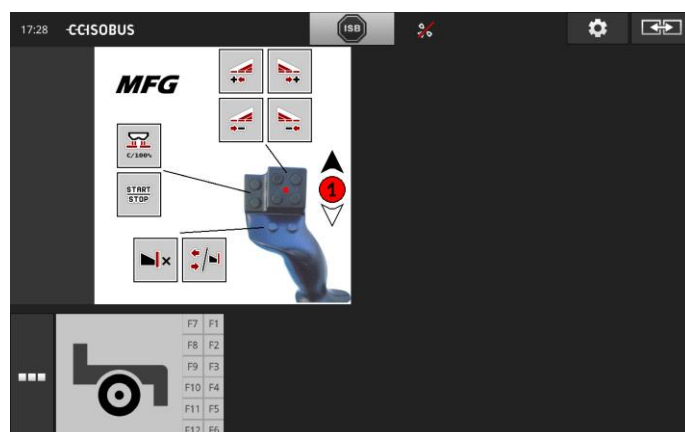 17:28 CCISOBUS ISB
MFG
C/100%
START
STOP
1
F7 F1
F8 F2
F9 F3
F10 F4
F11 F5
F12 F6